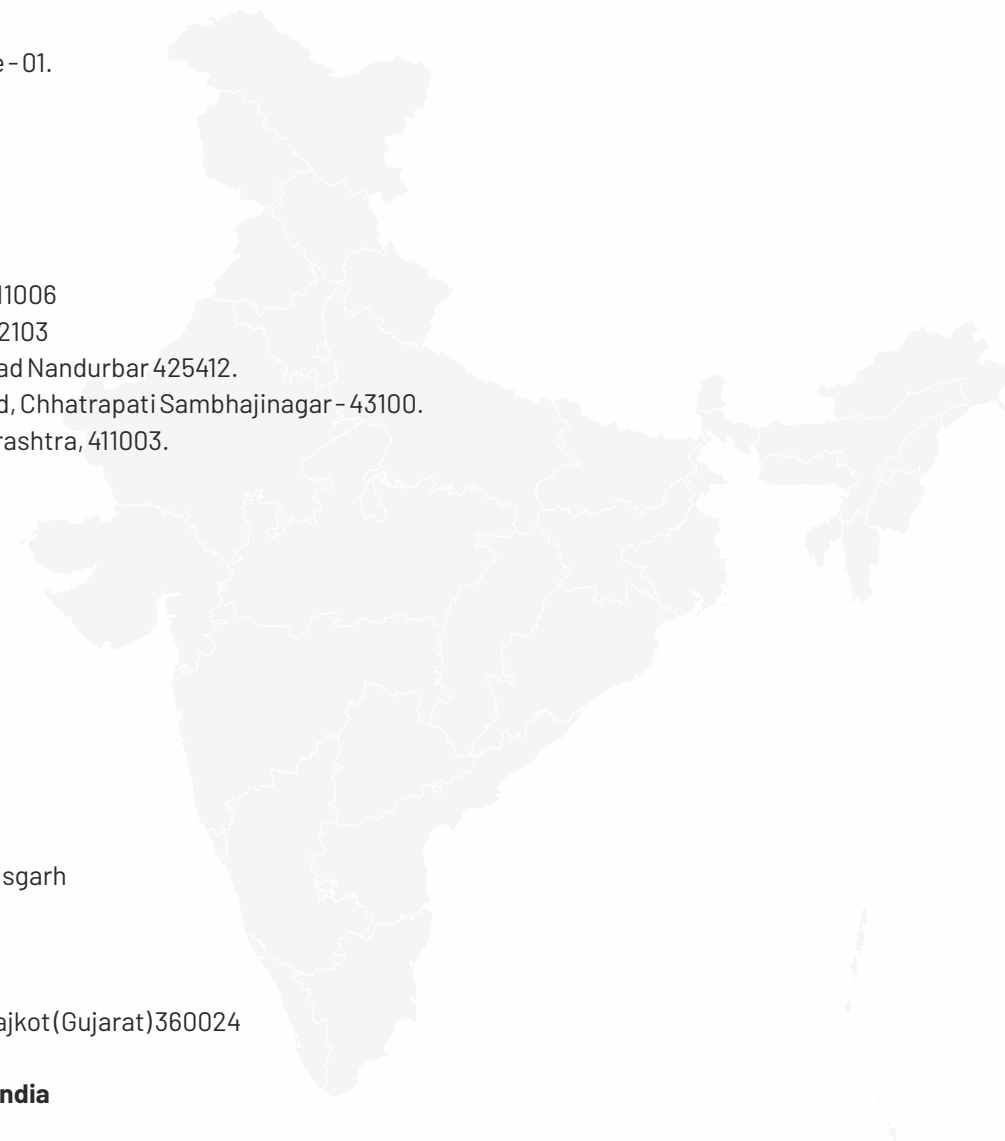 e - 01.
11006
2103
ad Nandurbar 425412.
d, Chhatrapati Sambhajinagar - 43100.
rashtra, 411003.
sgarh
ajkot (Gujarat) 360024
ndia